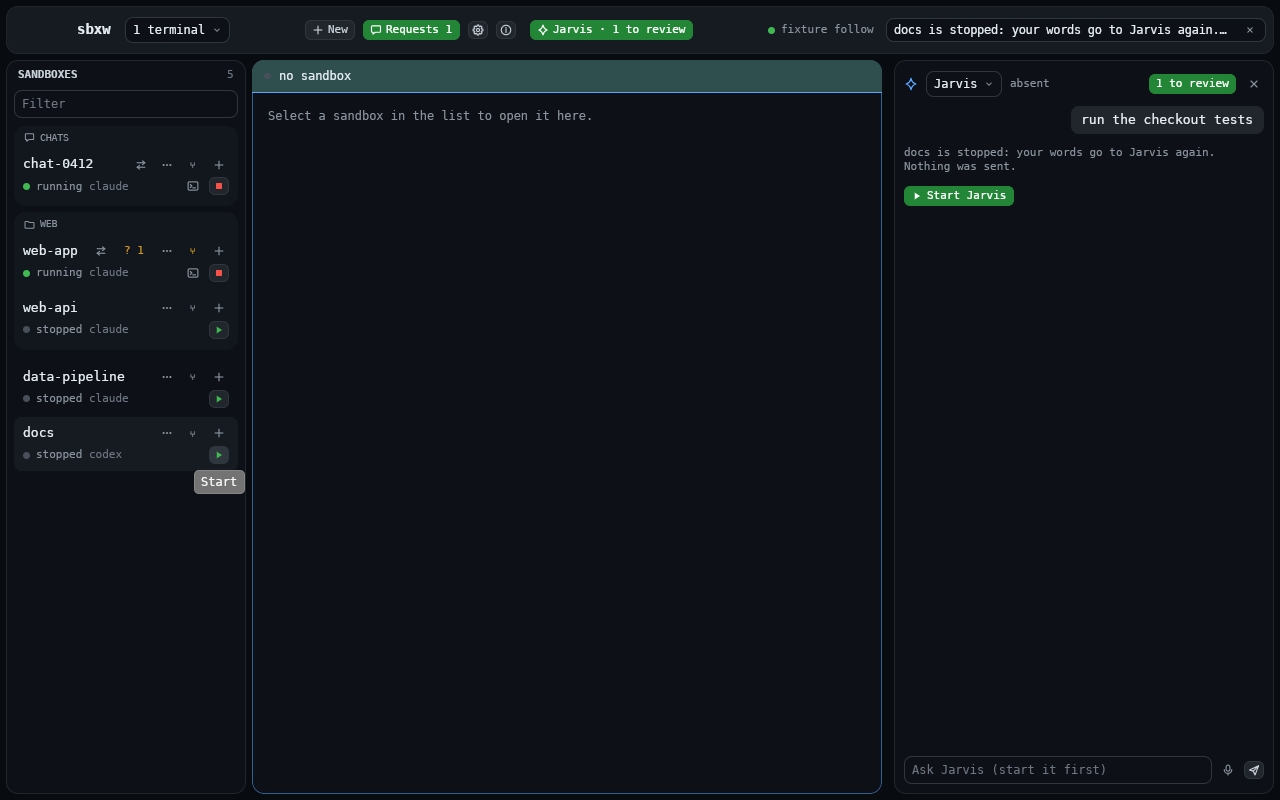 sbxw
1 terminal
New
Requests 1
Jarvis · 1 to review
fixture follow
docs is stopped: your words go to Jarvis again.…
SANDBOXES 5
Filter
CHATS
chat-0412
running claude
WEB
web-app ? 1
running claude
web-api
stopped claude
data-pipeline
stopped claude
docs
stopped codex
Start
no sandbox
Select a sandbox in the list to open it here.
Jarvis absent 1 to review
run the checkout tests
docs is stopped: your words go to Jarvis again.
Nothing was sent.
Start Jarvis
Ask Jarvis (start it first)